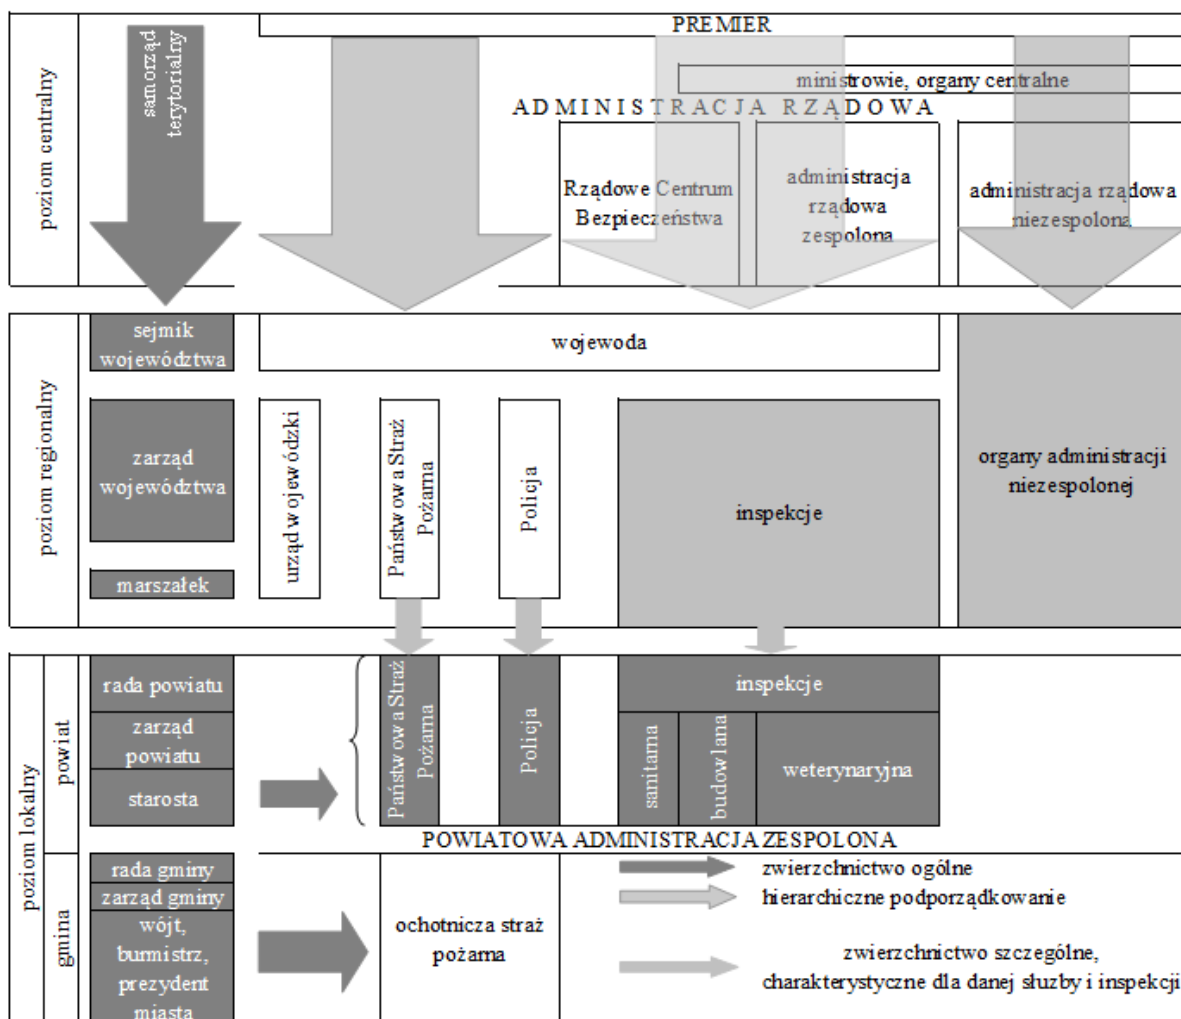 PREMIER
ministrowie, organy centralne
ADMINISTRACJA RZĄDOWA
poziom centralny
samorząd
terytorialny
Rządowe Centrum
Bezpieczeństwa
administracja
rządowa
zespolona
administracja rządowa
niezespolona
poziom regionalny
sejmik
województwa
wojewoda
zarząd
województwa
marszałek
urząd wojewódzki
Państwowa Straż
Pożarna
Policja
inspekcje
organy administracji
niezespolonej
poziom lokalny
powiat
rada powiatu
zarząd
powiatu
starosta
Państwowa Straż
Pożarna
Policja
inspekcje
sanitarna
budowlana
weterynaryjna
POWIATOWA ADMINISTRACJA ZESPOLONA
gmina
rada gminy
zarząd gminy
wójt,
burmistrz,
prezydent
miasta
ochotnicza straż
pożarna
zwierzchnictwo ogólne
hierarchiczne podporządkowanie
zwierzchnictwo szczególne,
charakterystyczne dla danej służby i inspekcji